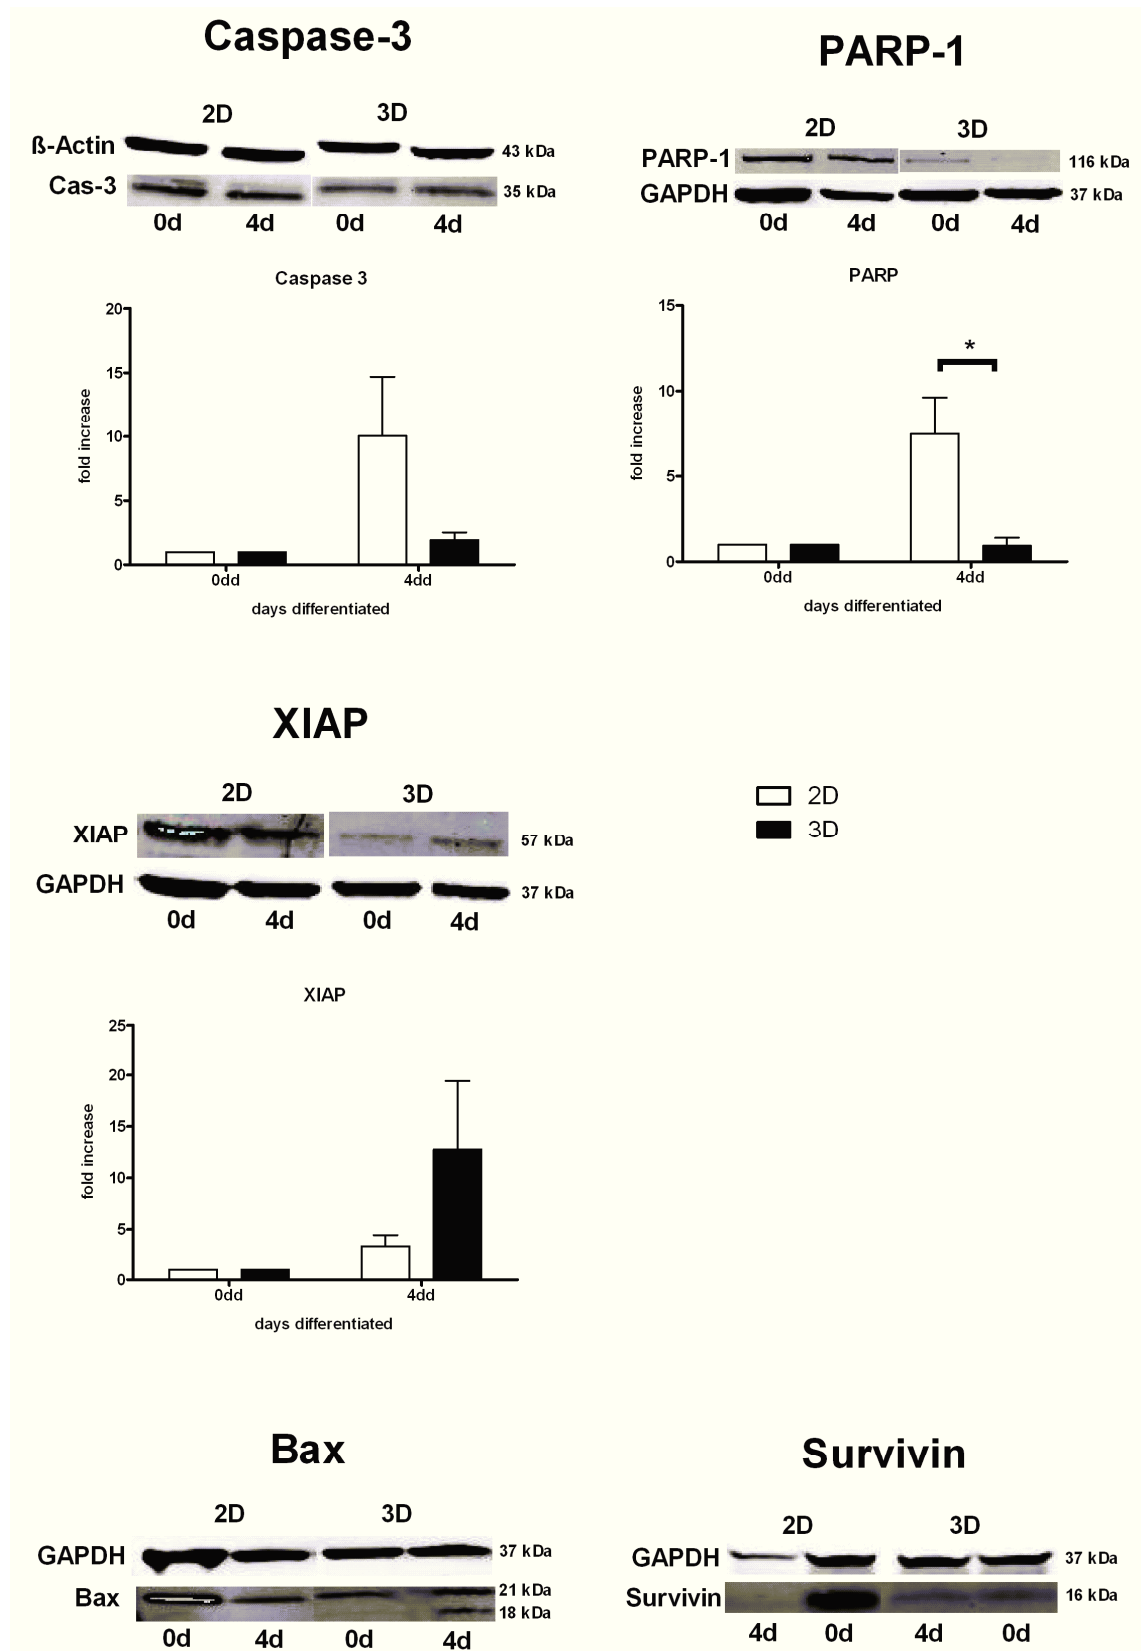 Caspase-3
2D 3D
ß-Actin 43 kDa
Cas-3 35 kDa
0d 4d 0d 4d
Caspase 3
fold increase
20
15
10
5
0
0dd 4dd
days differentiated
PARP-1
2D 3D
PARP-1 116 kDa
GAPDH 37 kDa
0d 4d 0d 4d
PARP
fold increase
15
10
5
0
*
0dd 4dd
days differentiated
XIAP
2D 3D
XIAP 57 kDa
GAPDH 37 kDa
0d 4d 0d 4d
XIAP
fold increase
25
20
15
10
5
0
0dd 4dd
days differentiated
2D
3D
Bax
2D 3D
GAPDH 37 kDa
Bax 21 kDa
18 kDa
0d 4d 0d 4d
Survivin
2D 3D
GAPDH 37 kDa
Survivin 16 kDa
4d 0d 4d 0d